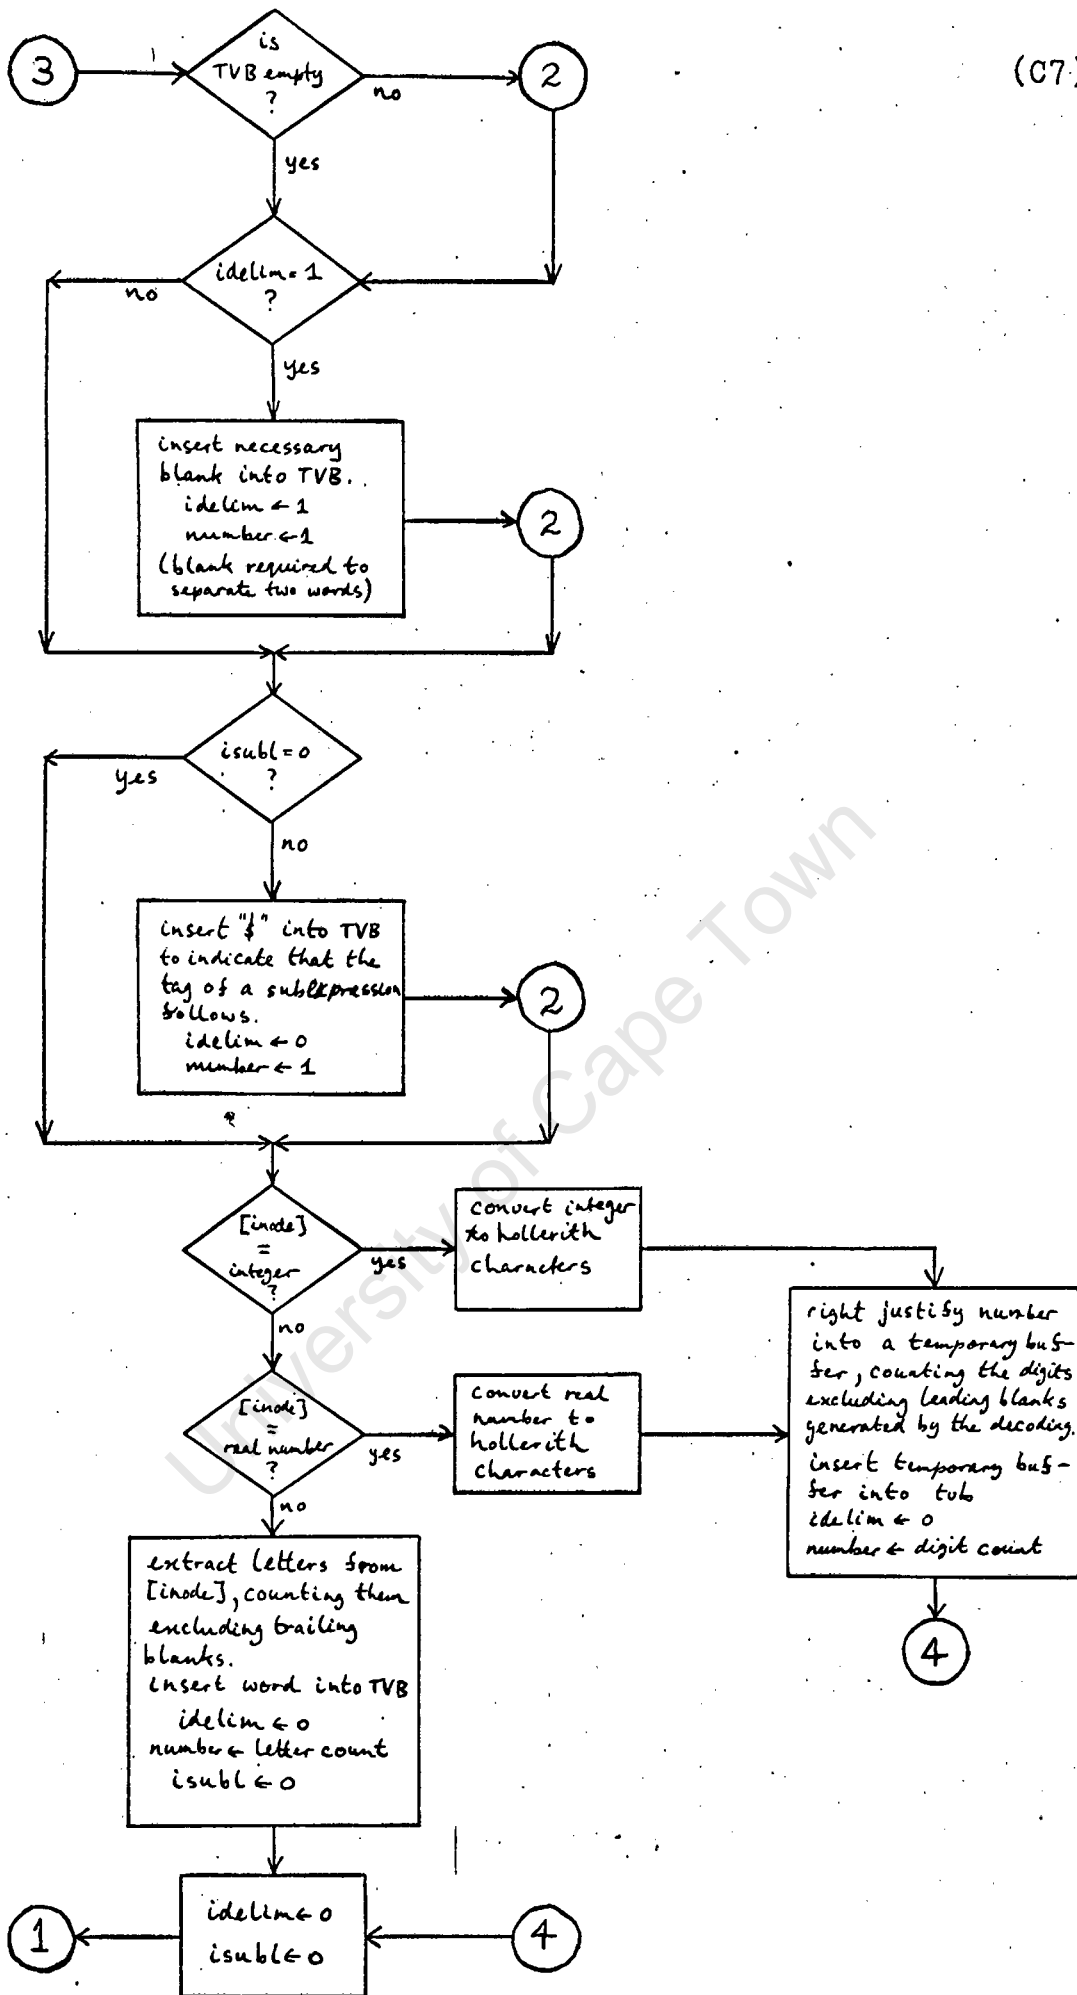 (C7)
3
is
TVB empty
?
no
2
yes
idelim = 1
?
no
yes
insert necessary
blank into TVB.
idelim ← 1
number ← 1
(blank required to
separate two words)
2
isubl = 0
?
yes
no
insert "$" into TVB
to indicate that the
tag of a subexpression
follows.
idelim ← 0
number ← 1
2
[inode]
=
integer
?
yes
convert integer
to hollerith
characters
no
[inode]
=
real number
?
yes
convert real
number to
hollerith
characters
right justify number
into a temporary buf-
fer, counting the digits
excluding leading blanks
generated by the decoding.
insert temporary buf-
fer into tvb
idelim ← 0
number ← digit count
4
no
extract letters from
[inode], counting them
excluding trailing
blanks.
insert word into TVB
idelim ← 0
number ← letter count
isubl ← 0
1
idelim ← 0
isubl ← 0
4
University of Cape Town